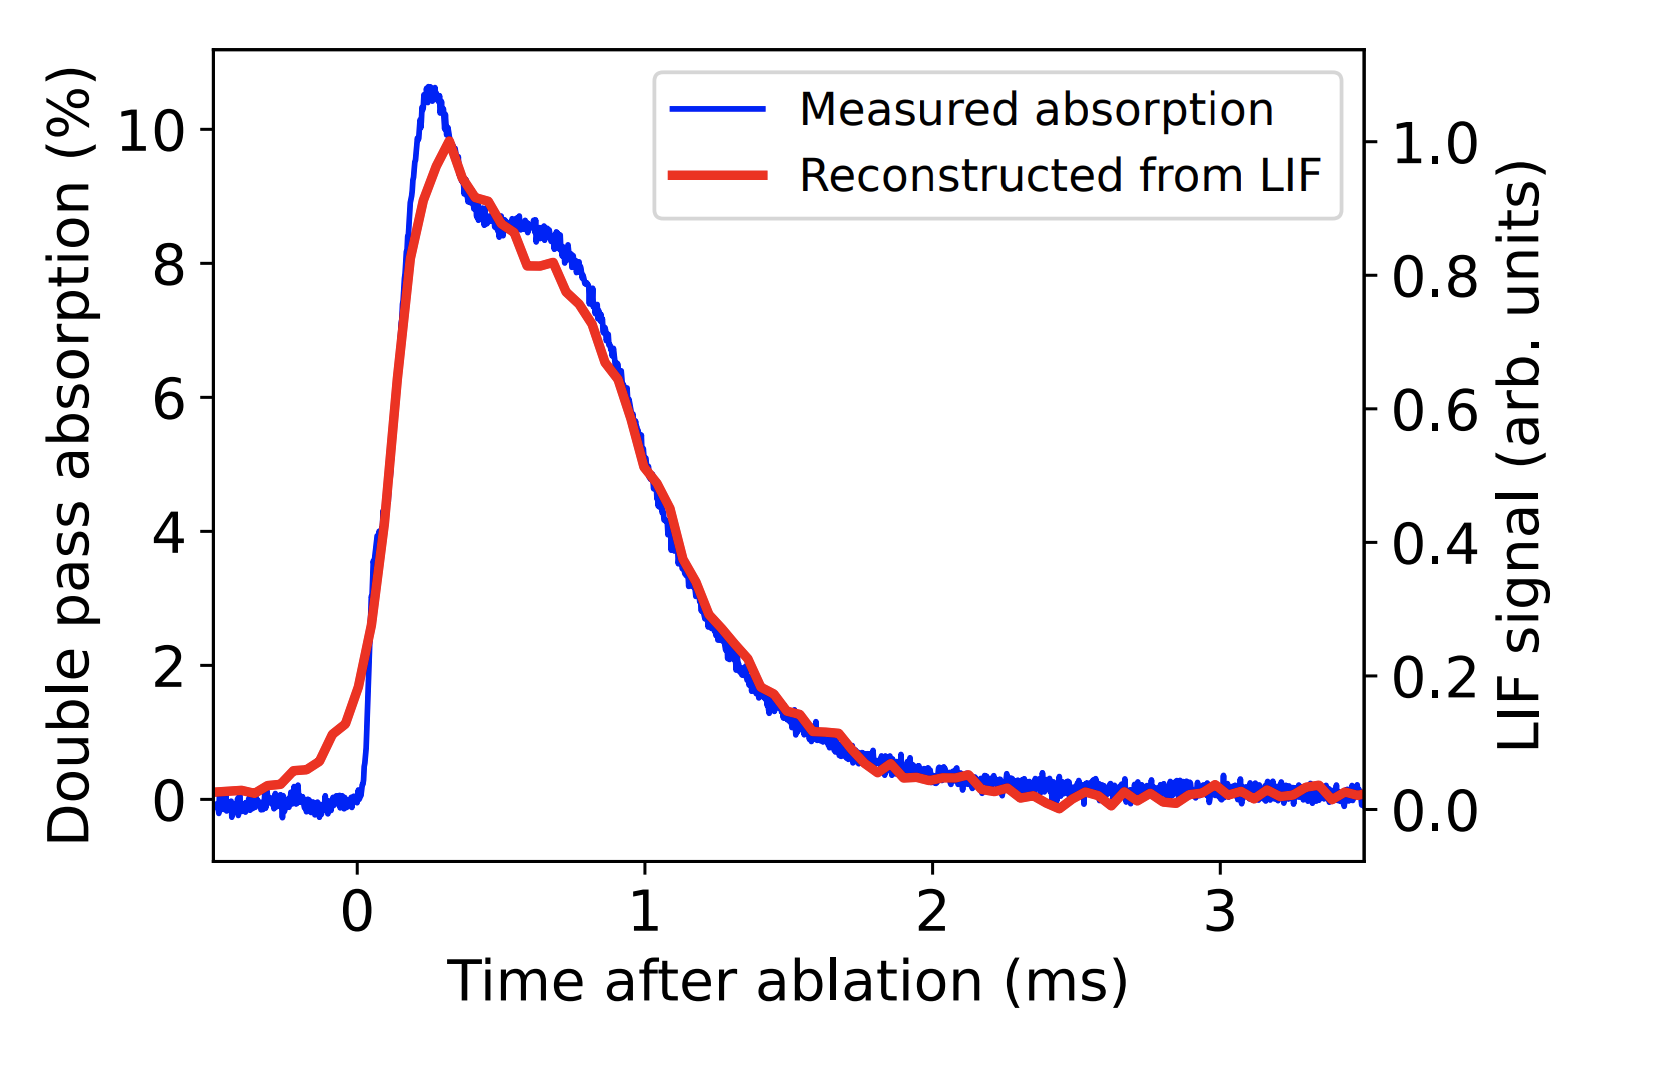 Measured absorption
Reconstructed from LIF
Double pass absorption (%)
10
8
6
4
2
0
1.0
0.8
0.6
0.4
0.2
0.0
LIF signal (arb. units)
0 1 2 3
Time after ablation (ms)